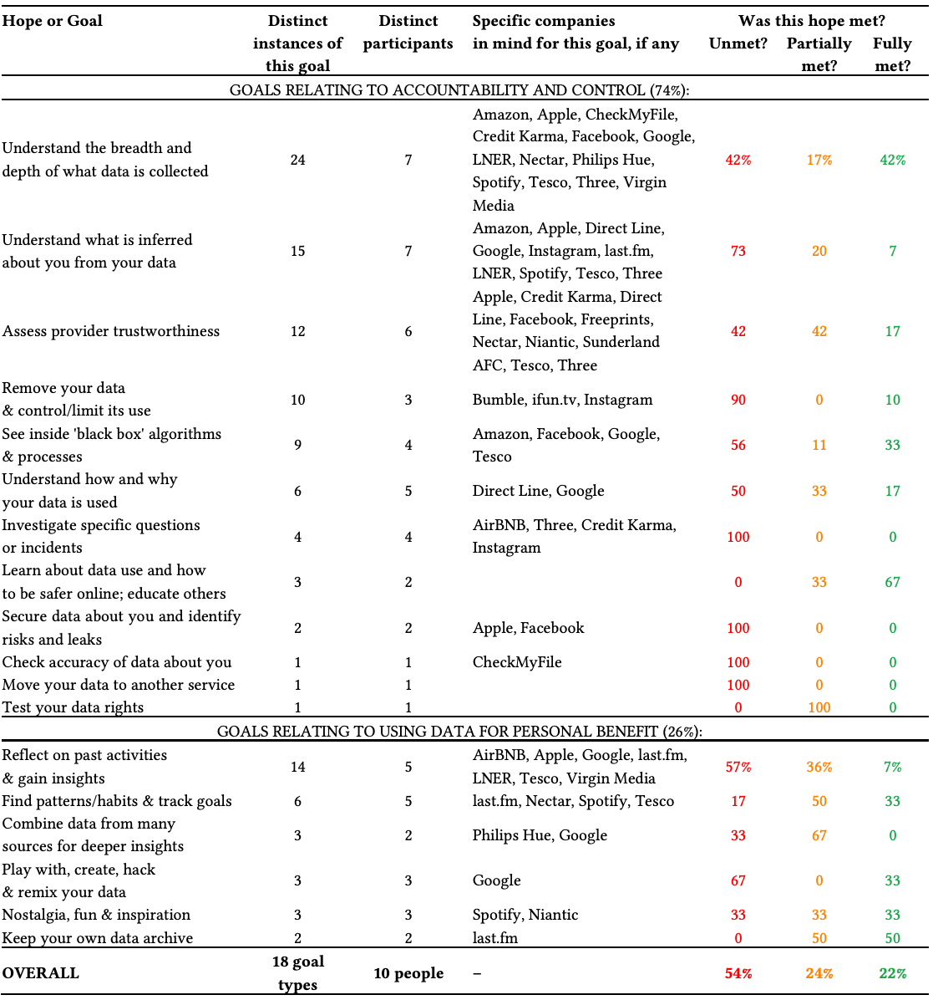 Hope or Goal Distinct Distinct Specific companies Was this hope met?
instances of participants in mind for this goal, if any Unmet? Partially Fully
this goal met? met?
GOALS RELATING TO ACCOUNTABILITY AND CONTROL (74%):
Amazon, Apple, CheckMyFile,
Credit Karma, Facebook, Google,
Understand the breadth and
depth of what data is collected 24 7 LNER, Nectar, Philips Hue, 42% 17% 42%
Spotify, Tesco, Three, Virgin
Media
Understand what is inferred Amazon, Apple, Direct Line,
about you from your data 15 7 Google, Instagram, last.fm, 73 20 7
LNER, Spotify, Tesco, Three
Apple, Credit Karma, Direct
Assess provider trustworthiness 12 6 Line, Facebook, Freeprints, 42 42 17
Nectar, Niantic, Sunderland
AFC, Tesco, Three
Remove your data
& control/limit its use 10 3 Bumble, ifun.tv, Instagram 90 0 10
See inside 'black box' algorithms Amazon, Facebook, Google,
& processes 9 4 Tesco 56 11 33
Understand how and why
your data is used 6 5 Direct Line, Google 50 33 17
Investigate specific questions AirBNB, Three, Credit Karma,
or incidents 4 4 Instagram 100 0 0
Learn about data use and how
to be safer online; educate others 3 2 0 33 67
Secure data about you and identify
risks and leaks 2 2 Apple, Facebook 100 0 0
Check accuracy of data about you 1 1 CheckMyFile 100 0 0
Move your data to another service 1 1 100 0 0
Test your data rights 1 1 0 100 0
GOALS RELATING TO USING DATA FOR PERSONAL BENEFIT (26%):
Reflect on past activities AirBNB, Apple, Google, last.fm,
& gain insights 14 5 LNER, Tesco, Virgin Media 57% 36% 7%
Find patterns/habits & track goals 6 5 last.fm, Nectar, Spotify, Tesco 17 50 33
Combine data from many
sources for deeper insights 3 2 Philips Hue, Google 33 67 0
Play with, create, hack
& remix your data 3 3 Google 67 0 33
Nostalgia, fun & inspiration 3 3 Spotify, Niantic 33 33 33
Keep your own data archive 2 2 last.fm 0 50 50
OVERALL 18 goal 10 people – 54% 24% 22%
types